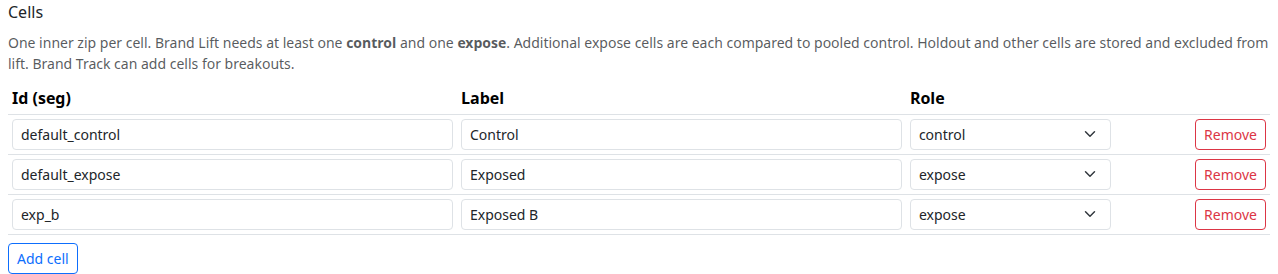 Cells
One inner zip per cell. Brand Lift needs at least one control and one expose. Additional expose cells are each compared to pooled control. Holdout and other cells are stored and excluded from
lift. Brand Track can add cells for breakouts.
Id (seg) Label Role
default_control Control control Remove
default_expose Exposed expose Remove
exp_b Exposed B expose Remove
Add cell